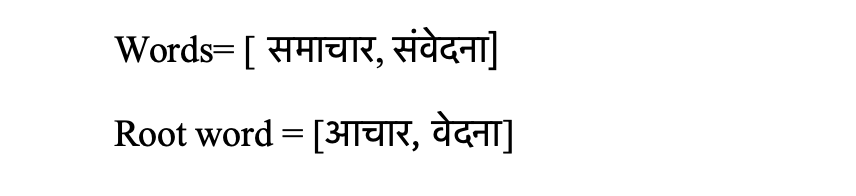 Words= [ समाचार, संवेदना]
Root word = [आचार, वेदना]